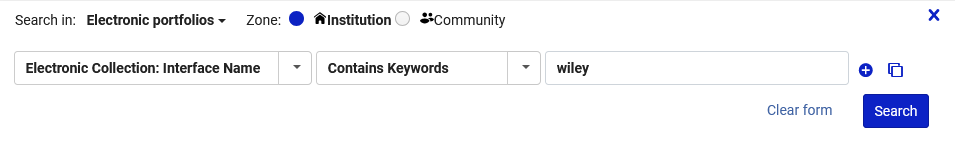 Search in: Electronic portfolios Zone: Institution Community
Electronic Collection: Interface Name Contains Keywords wiley
Clear form Search